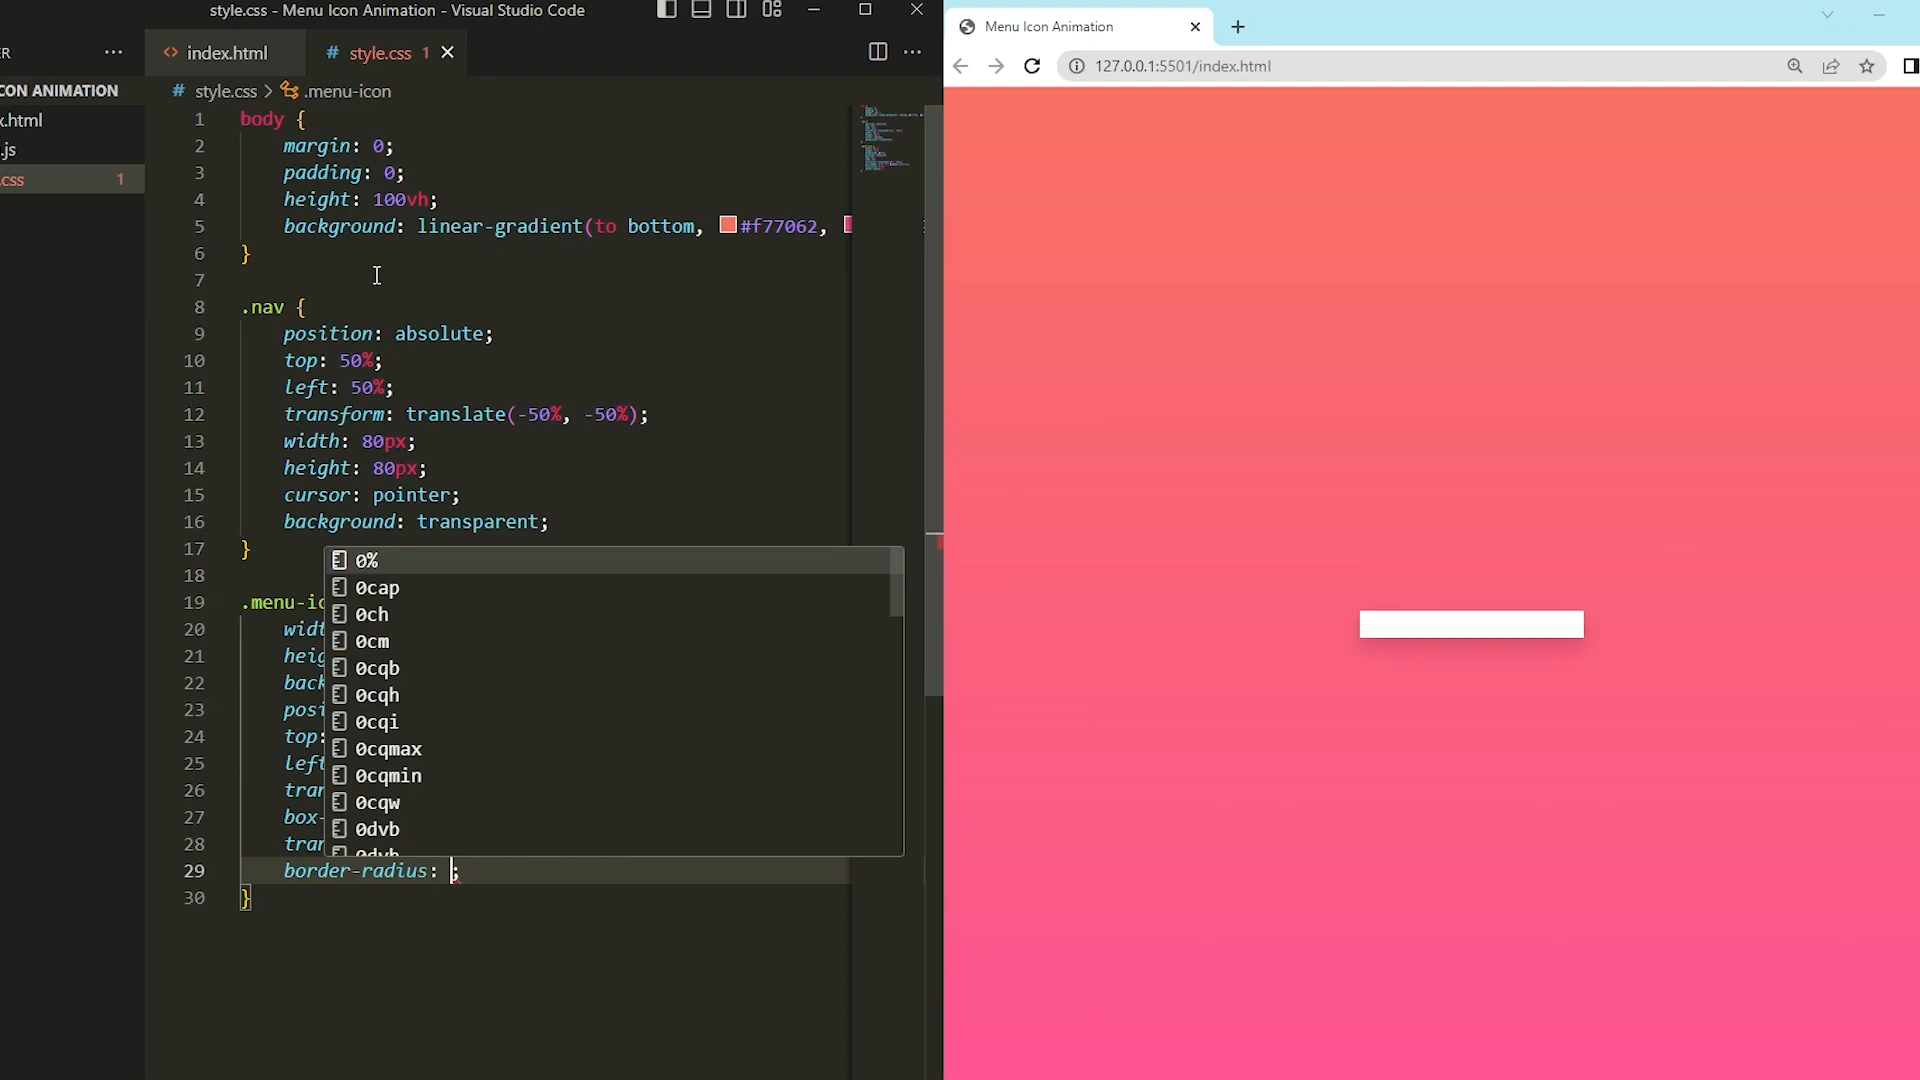 style.css - Menu Icon Animation - Visual Studio Code
index.html
# style.css 1
CON ANIMATION
.html
.js
.css 1
# style.css > .menu-icon
1 body {
2 margin: 0;
3 padding: 0;
4 height: 100vh;
5 background: linear-gradient(to bottom, #f77062,
6 }
7
8 .nav {
9 position: absolute;
10 top: 50%;
11 left: 50%;
12 transform: translate(-50%, -50%);
13 width: 80px;
14 height: 80px;
15 cursor: pointer;
16 background: transparent;
17 }
18
19 .menu-ic
20 widt
21 heig
22 back
23 posi
24 top:
25 left
26 tran
27 box-
28 tran
29 border-radius: ;
30 }
0%
0cap
0ch
0cm
0cqb
0cqh
0cqi
0cqmax
0cqmin
0cqw
0dvb
0dvh
Menu Icon Animation
127.0.0.1:5501/index.html